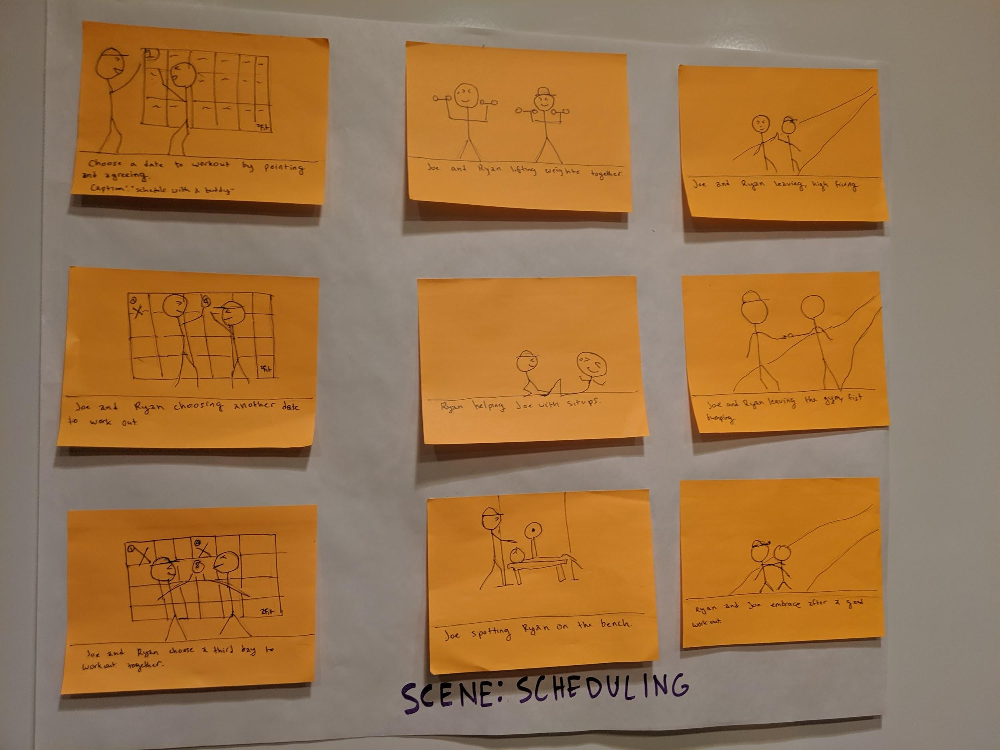 1
2Fit
Choose a date to workout by pointing
and agreeing.
Caption: "schedule with a buddy"
Joe and Ryan lifting weights together.
Joe and Ryan leaving, high fiving
1
X
4
2Fit
Joe and Ryan choosing another date
to work out.
Ryan helping Joe with situps.
Joe and Ryan leaving the gym, fist
bumping.
1 X
4 X
8
2Fit
Joe and Ryan choose a third day to
workout together.
Joe spotting Ryan on the bench.
Ryan and Joe embrace after a good
work out.
SCENE: SCHEDULING